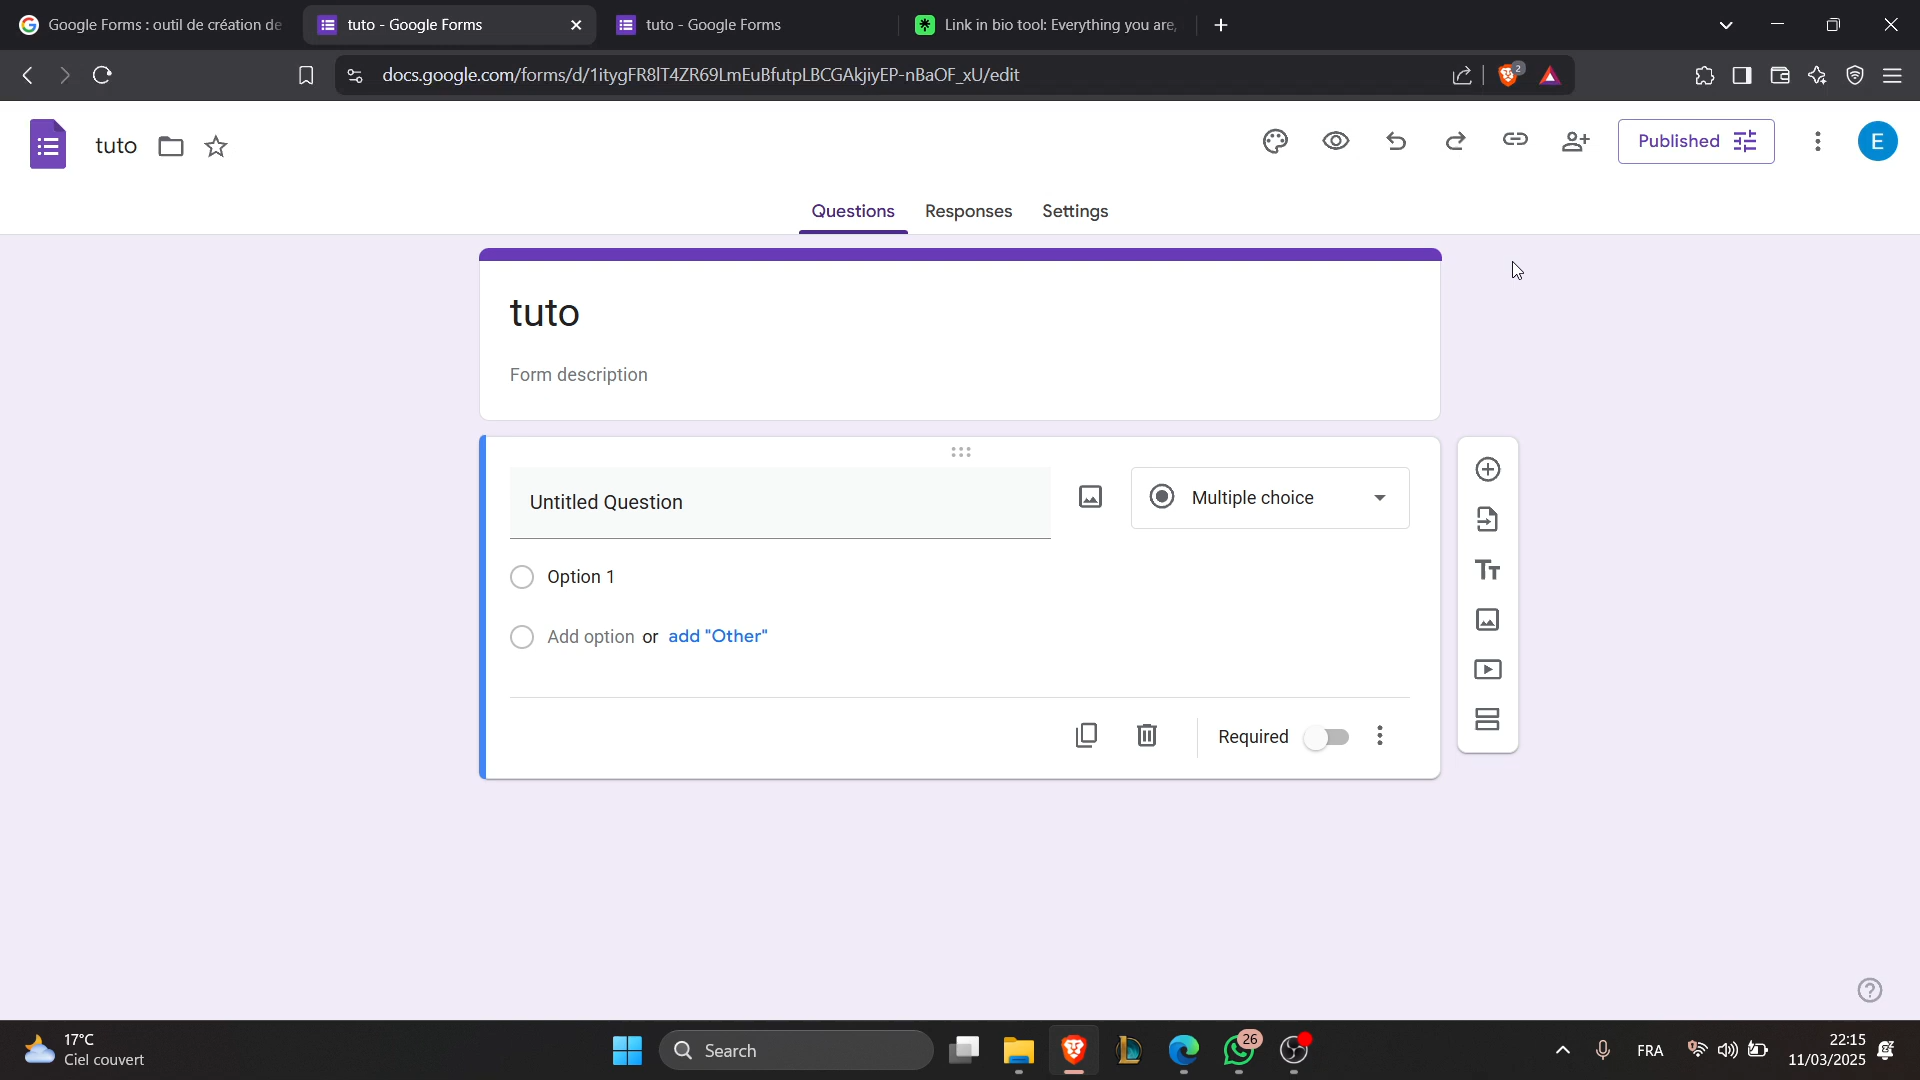 Google Forms : outil de création de
tuto - Google Forms
tuto - Google Forms
Link in bio tool: Everything you are,
docs.google.com/forms/d/1itygFR8lT4ZR69LmEuBfutpLBCGAkjiyEP-nBaOF_xU/edit
2
tuto
Published
E
Questions
Responses
Settings
tuto
Form description
Untitled Question
Multiple choice
Option 1
Add option or add "Other"
Required
17°C
Ciel couvert
Search
26
FRA
22:15
11/03/2025